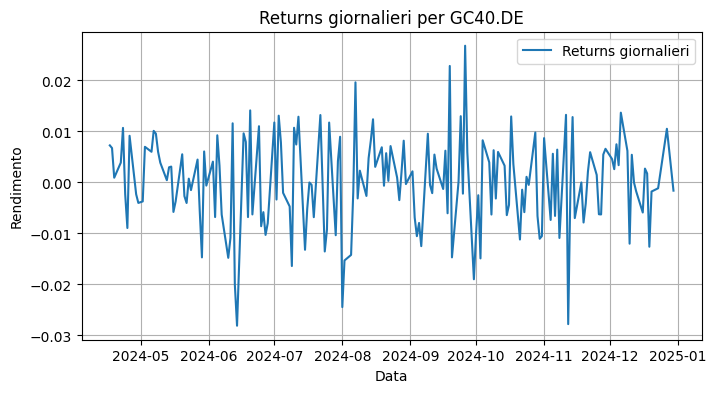 Returns giornalieri per GC40.DE
Returns giornalieri
Rendimento
0.02
0.01
0.00
−0.01
−0.02
−0.03
2024-05 2024-06 2024-07 2024-08 2024-09 2024-10 2024-11 2024-12 2025-01
Data